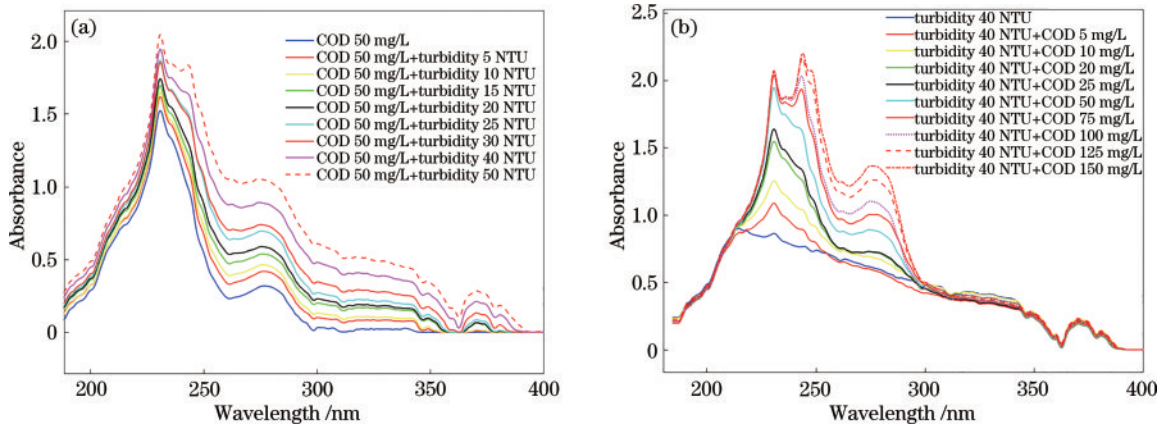 (a)
COD 50 mg/L
COD 50 mg/L+turbidity 5 NTU
COD 50 mg/L+turbidity 10 NTU
COD 50 mg/L+turbidity 15 NTU
COD 50 mg/L+turbidity 20 NTU
COD 50 mg/L+turbidity 25 NTU
COD 50 mg/L+turbidity 30 NTU
COD 50 mg/L+turbidity 40 NTU
COD 50 mg/L+turbidity 50 NTU
2.0
1.5
1.0
0.5
0
Absorbance
200
250
300
350
400
Wavelength /nm
(b)
turbidity 40 NTU
turbidity 40 NTU+COD 5 mg/L
turbidity 40 NTU+COD 10 mg/L
turbidity 40 NTU+COD 20 mg/L
turbidity 40 NTU+COD 25 mg/L
turbidity 40 NTU+COD 50 mg/L
turbidity 40 NTU+COD 75 mg/L
turbidity 40 NTU+COD 100 mg/L
turbidity 40 NTU+COD 125 mg/L
turbidity 40 NTU+COD 150 mg/L
2.5
2.0
1.5
1.0
0.5
0
Absorbance
200
250
300
350
400
Wavelength /nm